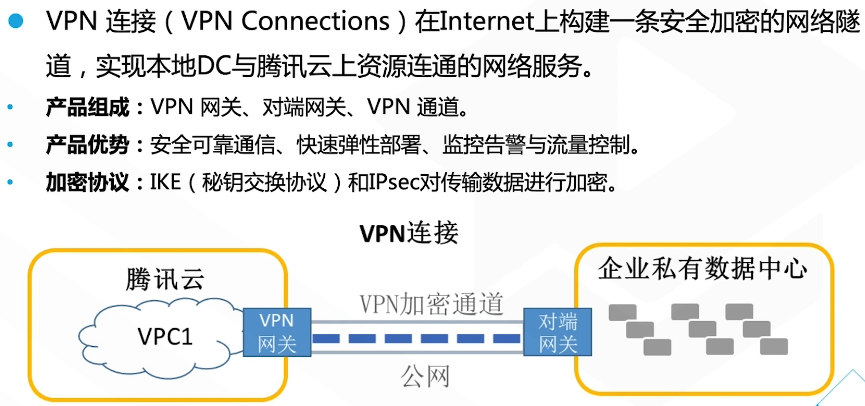 VPN 连接（VPN Connections）在Internet上构建一条安全加密的网络隧
道，实现本地DC与腾讯云上资源连通的网络服务。
产品组成：VPN 网关、对端网关、VPN 通道。
产品优势：安全可靠通信、快速弹性部署、监控告警与流量控制。
加密协议：IKE（秘钥交换协议）和IPsec对传输数据进行加密。
VPN连接
腾讯云
企业私有数据中心
VPC1
VPN
网关
VPN加密通道
公网
对端
网关